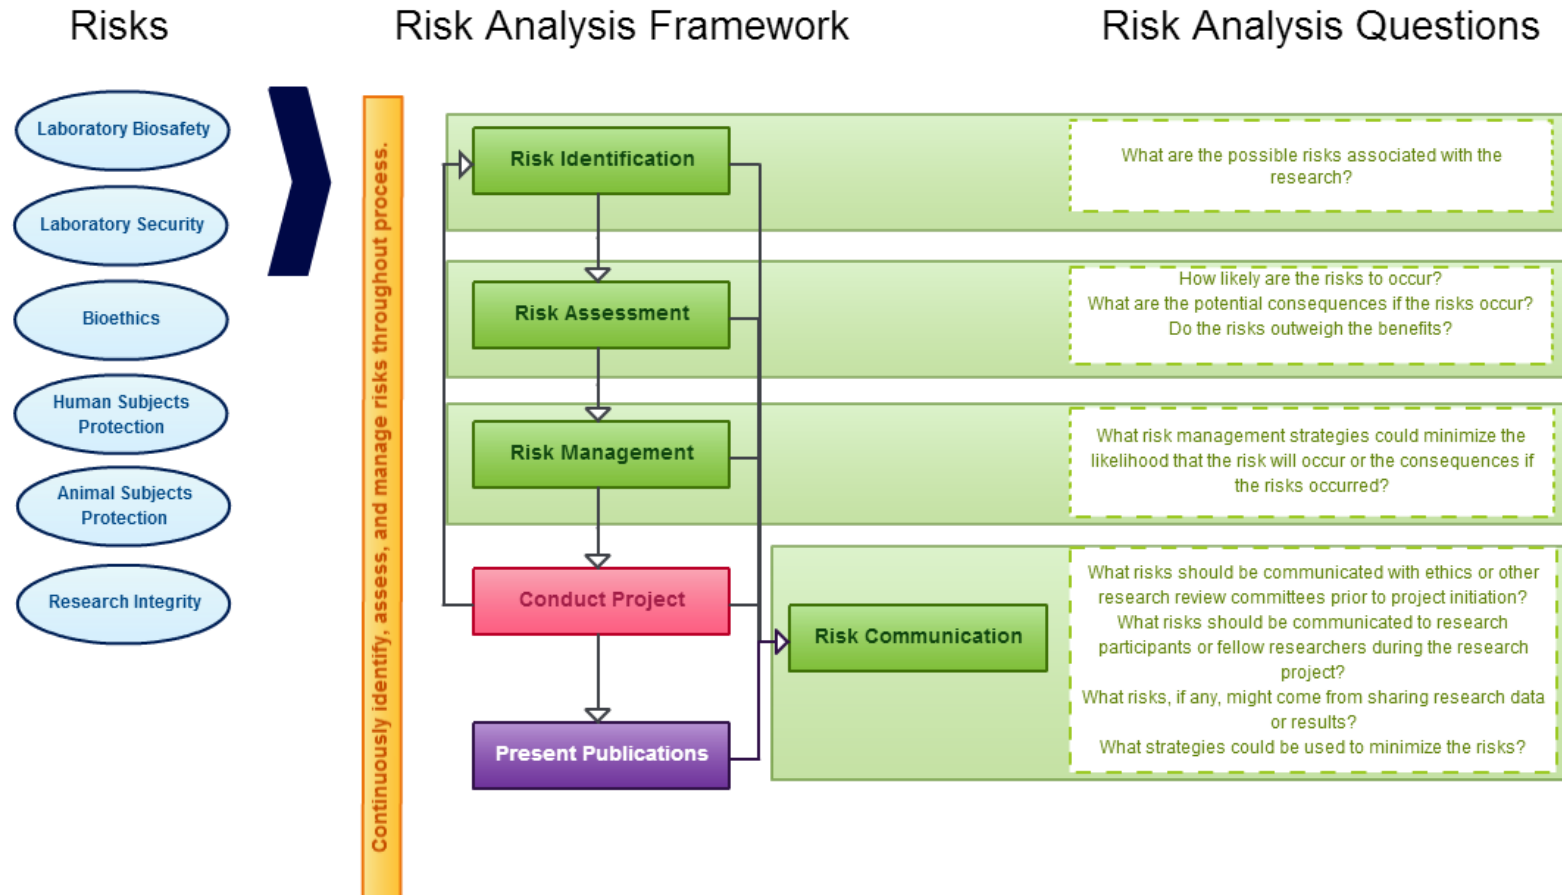 Risks
Risk Analysis Framework
Risk Analysis Questions
Laboratory Biosafety
Laboratory Security
Bioethics
Human Subjects
Protection
Animal Subjects
Protection
Research Integrity
Continuously identify, assess, and manage risks throughout process.
Risk Identification
What are the possible risks associated with the
research?
Risk Assessment
How likely are the risks to occur?
What are the potential consequences if the risks occur?
Do the risks outweigh the benefits?
Risk Management
What risk management strategies could minimize the
likelihood that the risk will occur or the consequences if
the risks occurred?
Conduct Project
Risk Communication
What risks should be communicated with ethics or other
research review committees prior to project initiation?
What risks should be communicated to research
participants or fellow researchers during the research
project?
What risks, if any, might come from sharing research data
or results?
What strategies could be used to minimize the risks?
Present Publications